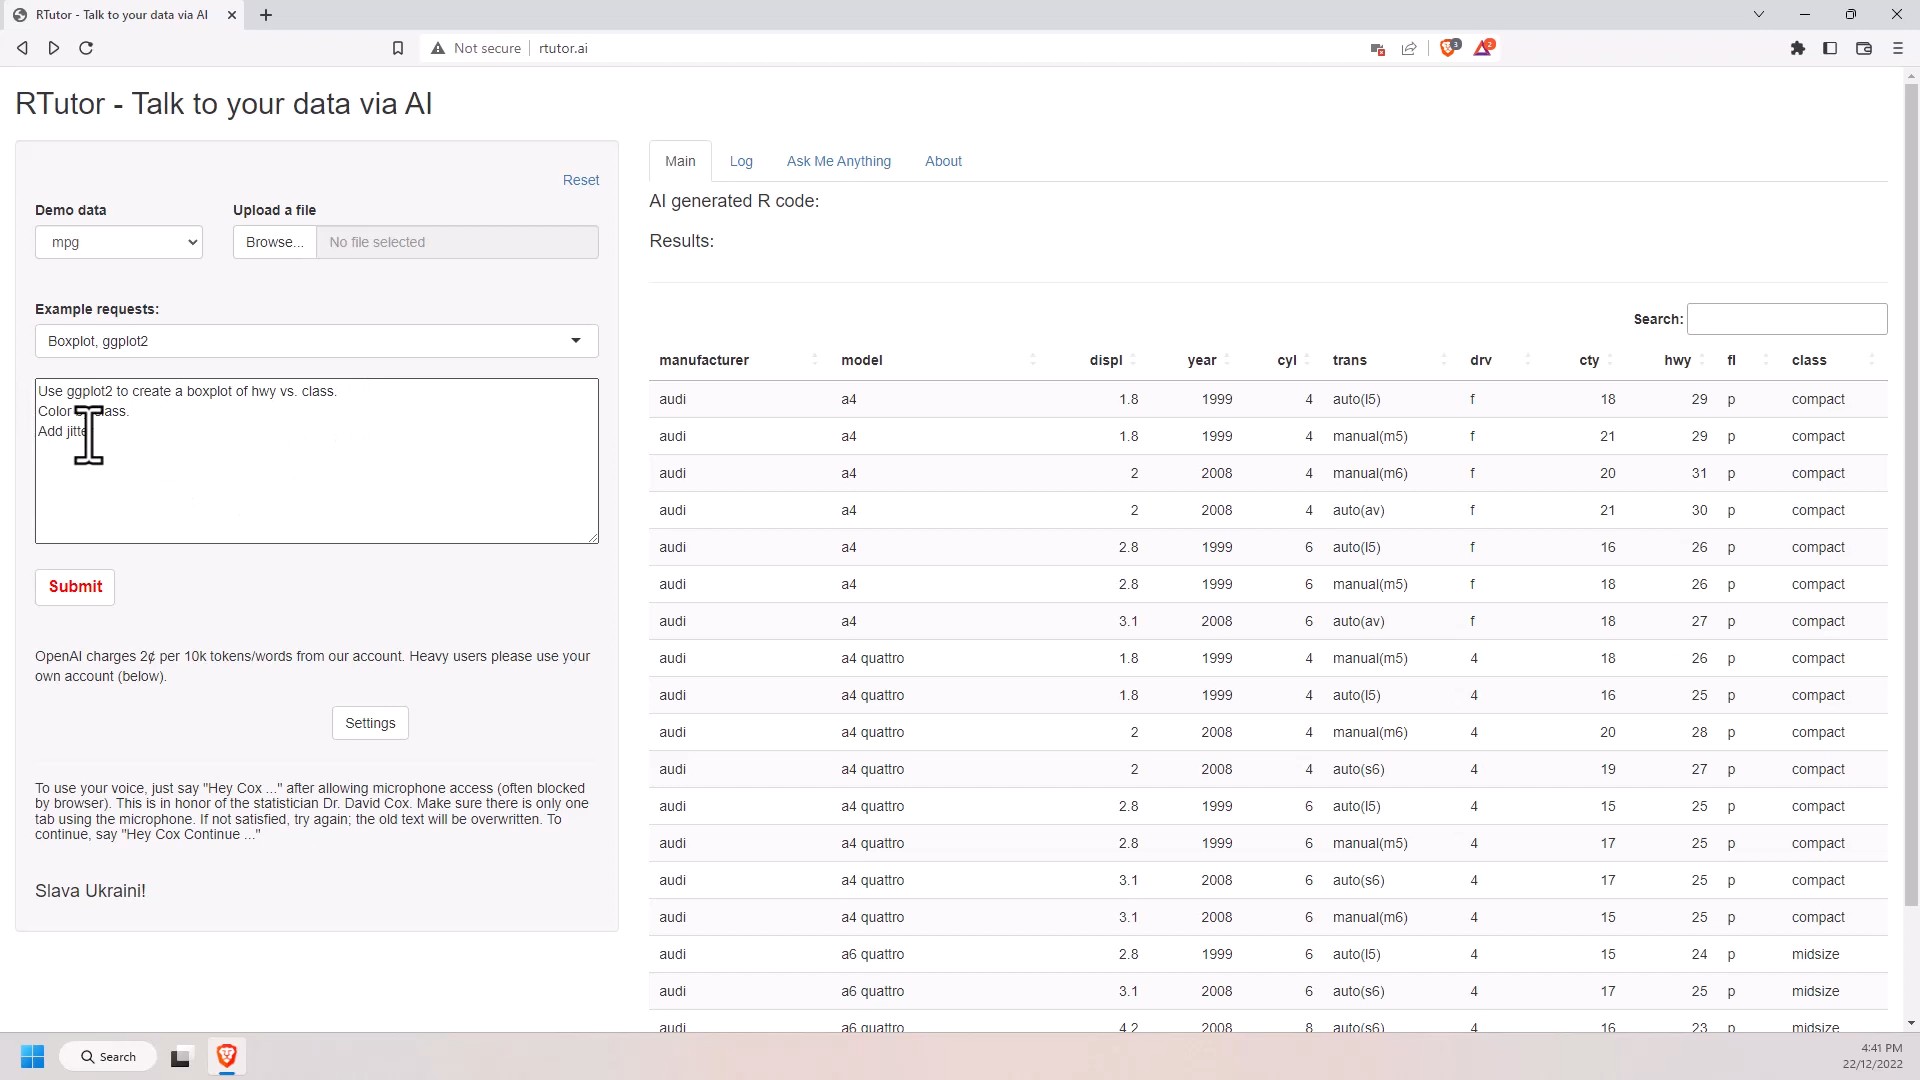 RTutor - Talk to your data via AI
Not secure rtutor.ai
3 2
RTutor - Talk to your data via AI
Reset
Demo data Upload a file
mpg Browse... No file selected
Example requests:
Boxplot, ggplot2
Use ggplot2 to create a boxplot of hwy vs. class.
Color class.
Add
Submit
OpenAI charges 2¢ per 10k tokens/words from our account. Heavy users please use your
own account (below).
Settings
To use your voice, just say "Hey Cox ..." after allowing microphone access (often blocked
by browser). This is in honor of the statistician Dr. David Cox. Make sure there is only one
tab using the microphone. If not satisfied, try again; the old text will be overwritten. To
continue, say "Hey Cox Continue ..."
Slava Ukraini!
Main Log Ask Me Anything About
AI generated R code:
Results:
Search:
manufacturer model displ year cyl trans drv cty hwy fl class
audi a4 1.8 1999 4 auto(l5) f 18 29 p compact
audi a4 1.8 1999 4 manual(m5) f 21 29 p compact
audi a4 2 2008 4 manual(m6) f 20 31 p compact
audi a4 2 2008 4 auto(av) f 21 30 p compact
audi a4 2.8 1999 6 auto(l5) f 16 26 p compact
audi a4 2.8 1999 6 manual(m5) f 18 26 p compact
audi a4 3.1 2008 6 auto(av) f 18 27 p compact
audi a4 quattro 1.8 1999 4 manual(m5) 4 18 26 p compact
audi a4 quattro 1.8 1999 4 auto(l5) 4 16 25 p compact
audi a4 quattro 2 2008 4 manual(m6) 4 20 28 p compact
audi a4 quattro 2 2008 4 auto(s6) 4 19 27 p compact
audi a4 quattro 2.8 1999 6 auto(l5) 4 15 25 p compact
audi a4 quattro 2.8 1999 6 manual(m5) 4 17 25 p compact
audi a4 quattro 3.1 2008 6 auto(s6) 4 17 25 p compact
audi a4 quattro 3.1 2008 6 manual(m6) 4 15 25 p compact
audi a6 quattro 2.8 1999 6 auto(l5) 4 15 24 p midsize
audi a6 quattro 3.1 2008 6 auto(s6) 4 17 25 p midsize
audi a6 quattro 4.2 2008 8 auto(s6) 4 16 23 p midsize
Search
4:41 PM
22/12/2022